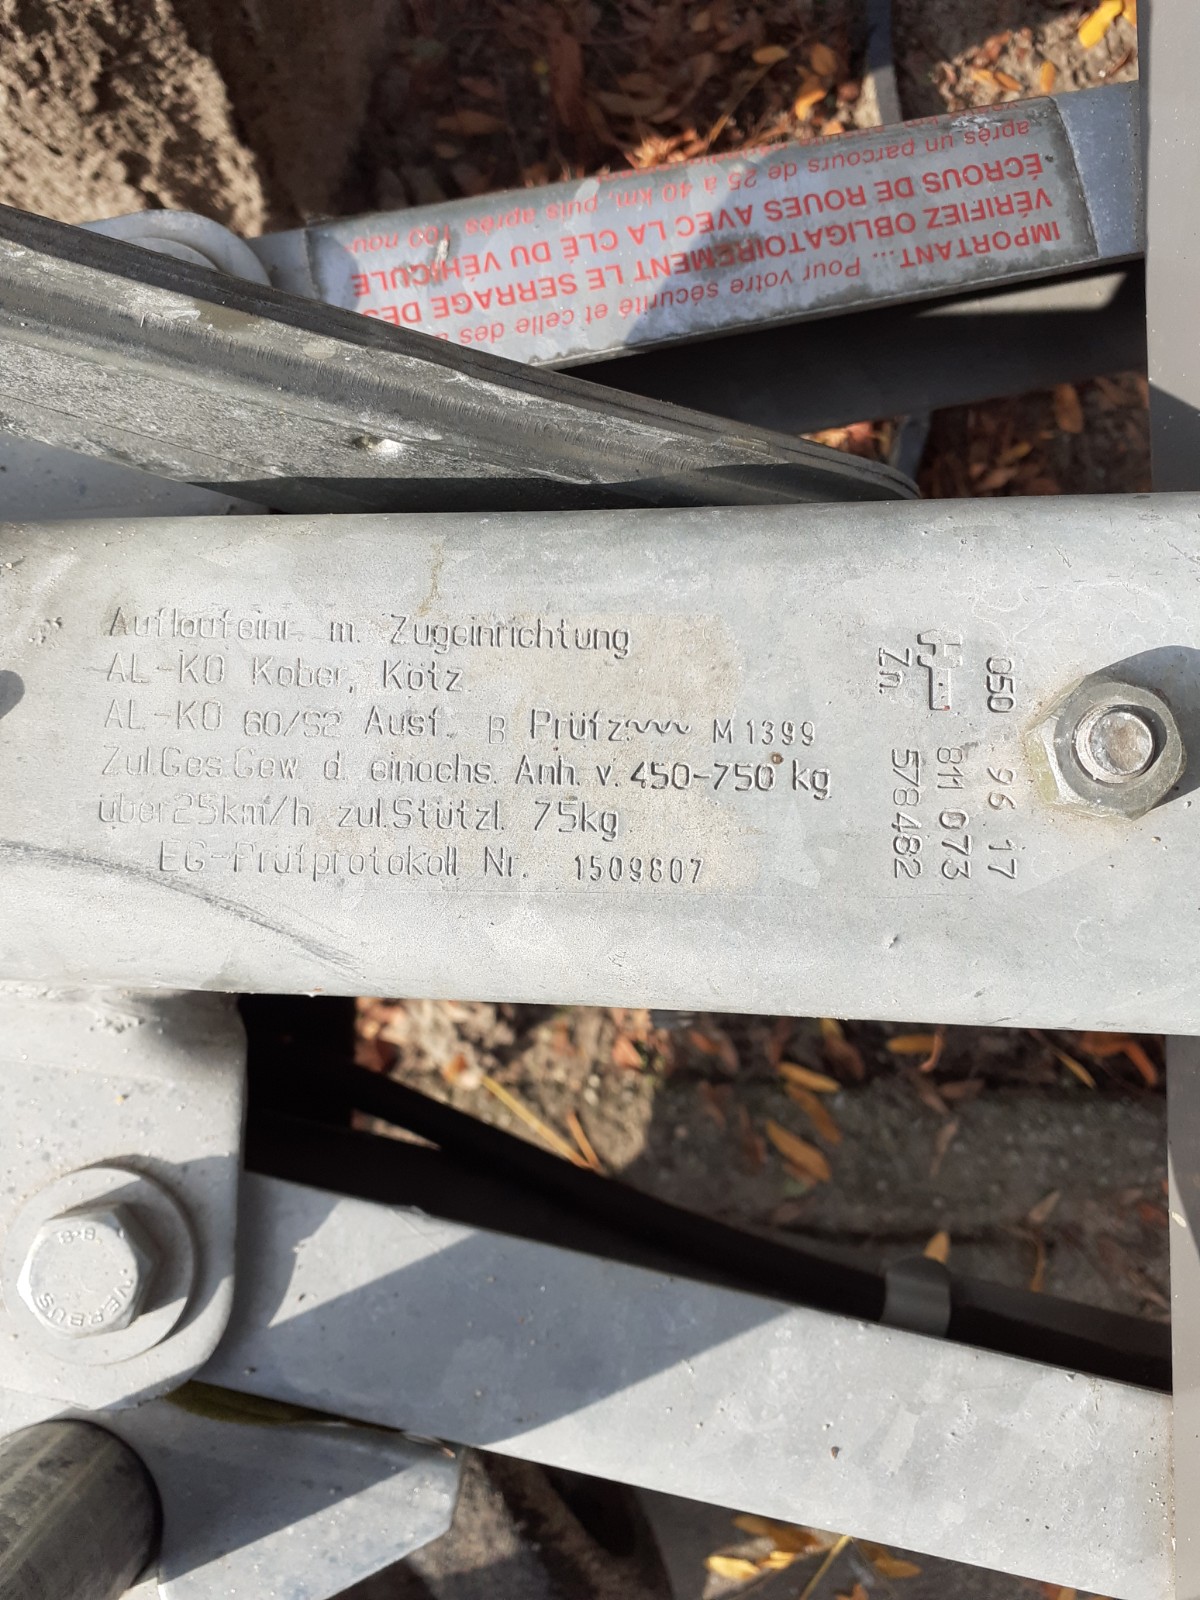 IMPORTANT... Pour votre sécurité et celle des
VÉRIFIEZ OBLIGATOIREMENT LE SERRAGE DES
ÉCROUS DE ROUES AVEC LA CLÉ DU VÉHICULE
après un parcours de 25 à 40 km, puis après 100
Auflaufeinr. m. Zugeinrichtung
AL-KO Kober, Kötz
AL-KO 60/S2 Ausf. B Prüfz.~~~ M1399
Zul.Ges.Gew. d. einachs. Anh. v. 450-750 kg
über 25km/h zul.Stützl. 75kg
EG-Prüfprotokoll Nr. 1509807
050 96 17
811 073
Zn. 578482
8.8
VERBUS